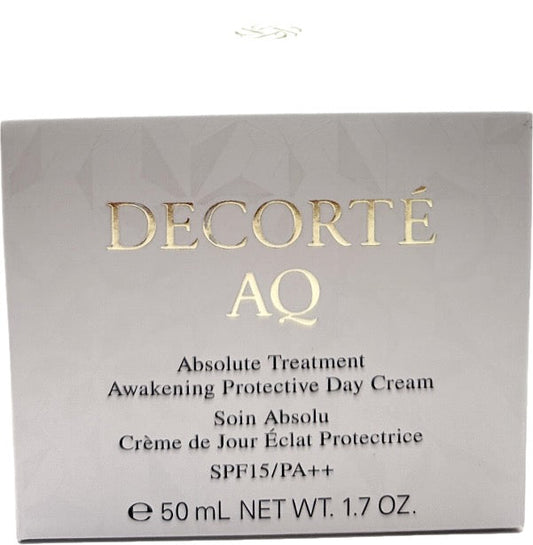 DECORTÉ
AQ
Absolute Treatment
Awakening Protective Day Cream
Soin Absolu
Crème de Jour Éclat Protectrice
SPF15/PA++
℮ 50 mL NET WT. 1.7 OZ.